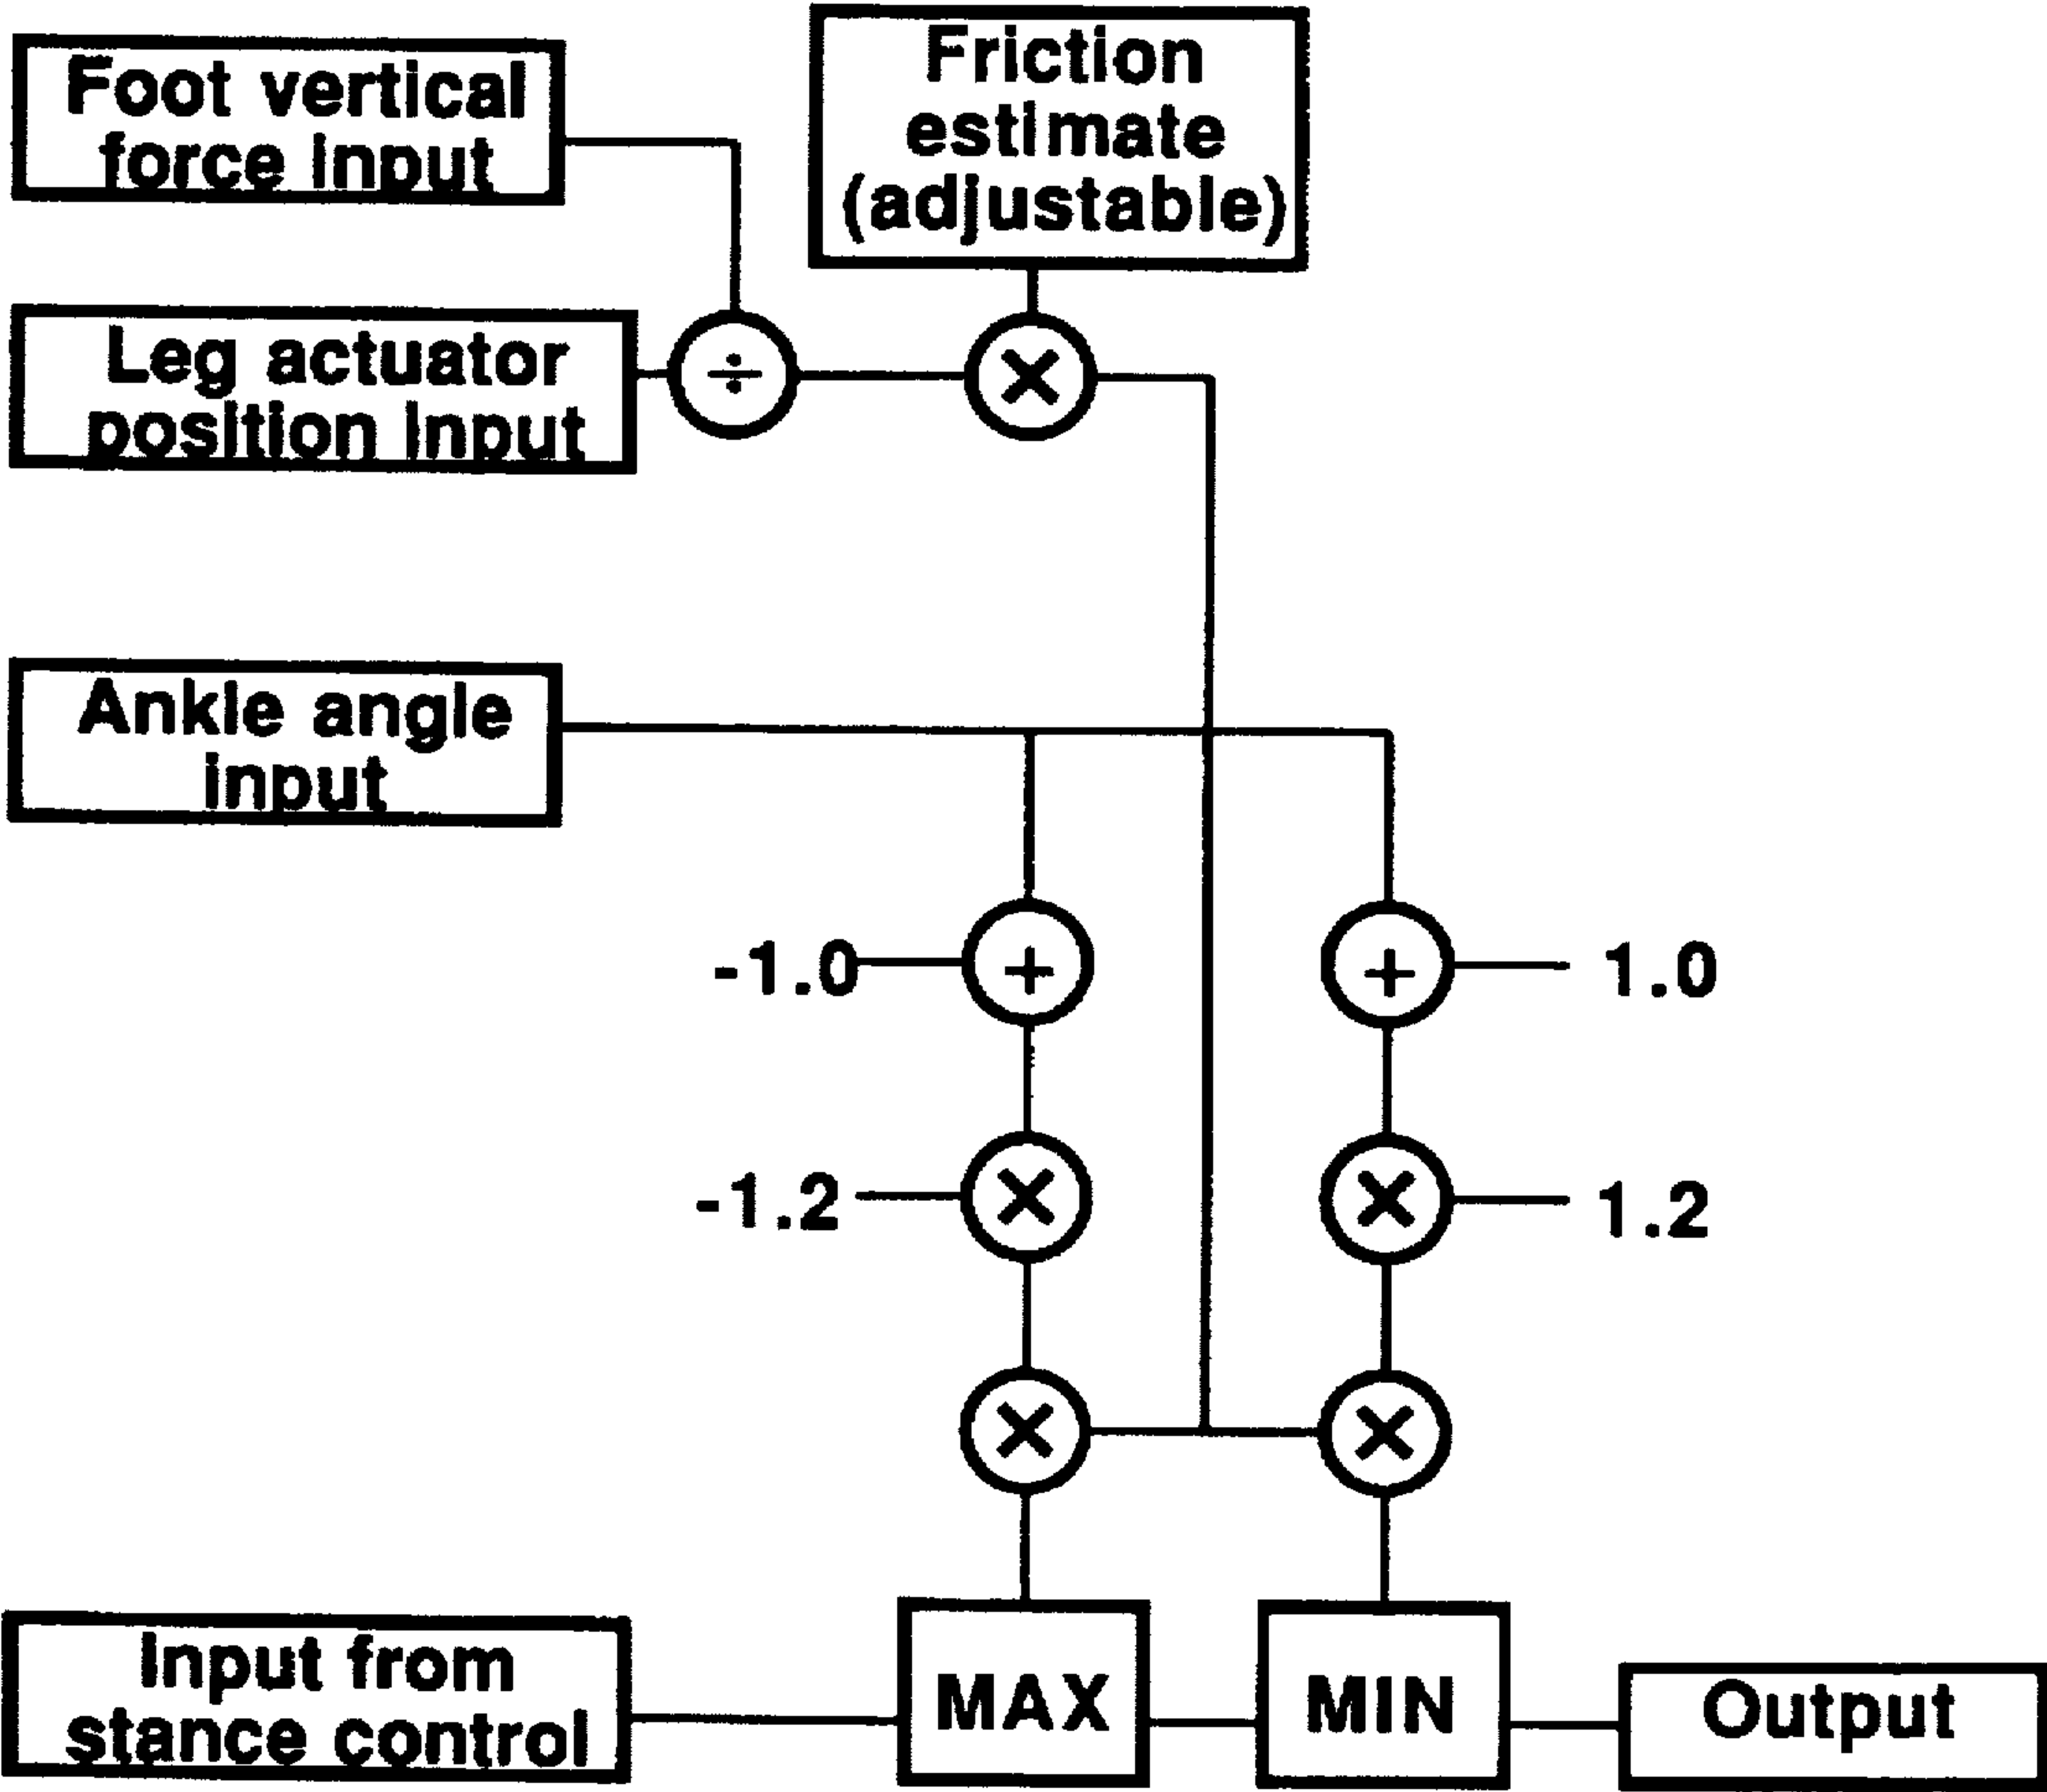 Foot vertical
force input
Friction
estimate
(adjustable)
Leg actuator
position input
÷
×
Ankle angle
input
-1.0
+
+
1.0
-1.2
×
×
1.2
×
×
Input from
stance control
MAX
MIN
Output